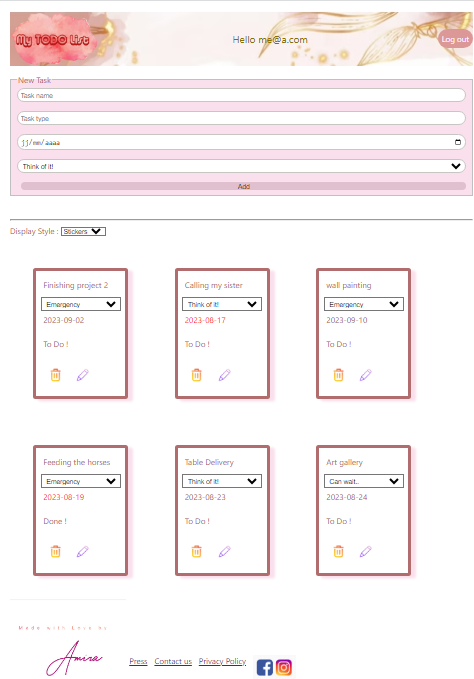 My TODO List
Hello me@a.com
Log out
New Task
Task name
Task type
jj/mm/aaaa
Think of it!
Add
Display Style : Stickers
Finishing project 2
Emergency
2023-09-02
To Do !
Calling my sister
Think of it!
2023-08-17
To Do !
wall painting
Emergency
2023-09-10
To Do !
Feeding the horses
Emergency
2023-08-19
Done !
Table Delivery
Think of it!
2023-08-23
To Do !
Art gallery
Can wait..
2023-08-24
To Do !
Made with Love by
Amira
Press Contact us Privacy Policy